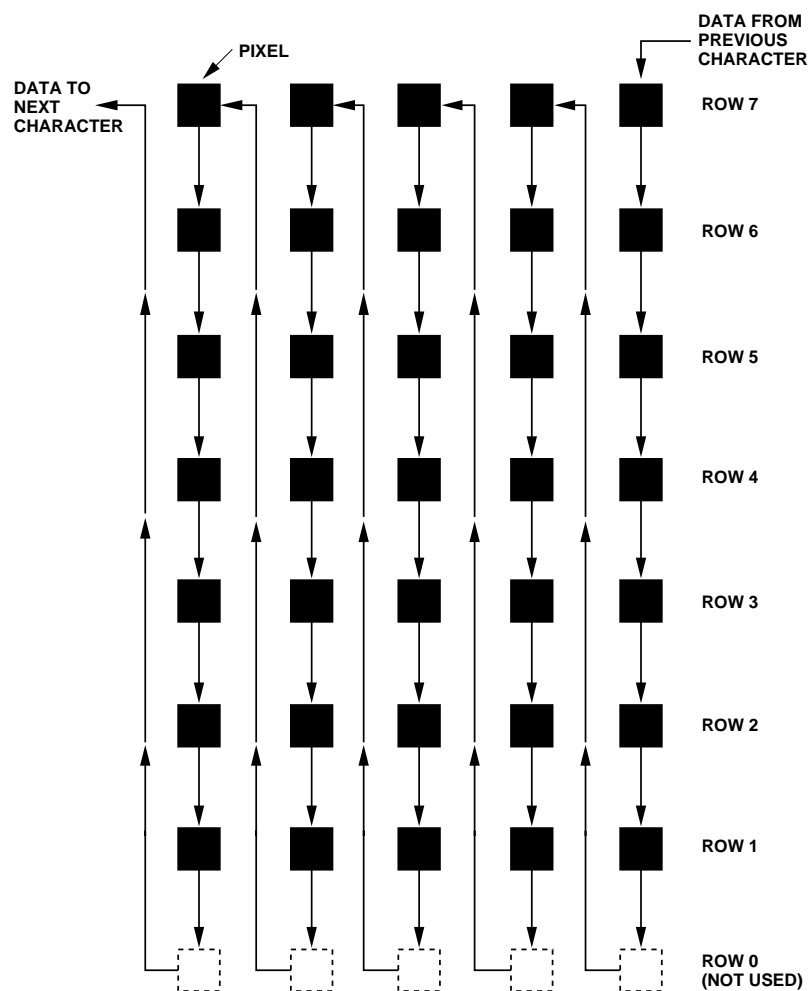 DATA FROM
PREVIOUS
CHARACTER
PIXEL
DATA TO
NEXT
CHARACTER
ROW 7
ROW 6
ROW 5
ROW 4
ROW 3
ROW 2
ROW 1
ROW 0
(NOT USED)